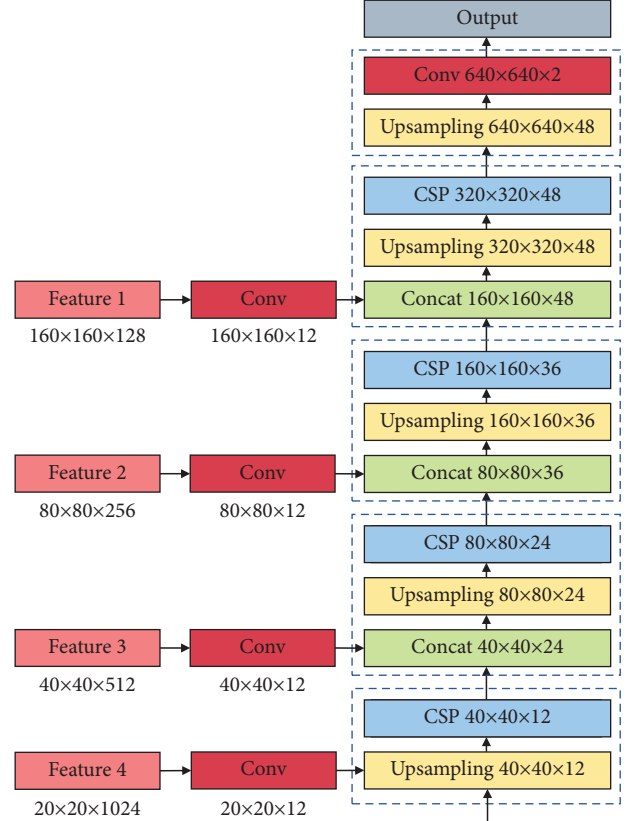 Output
Conv 640×640×2
Upsampling 640×640×48
CSP 320×320×48
Upsampling 320×320×48
Feature 1
Conv
Concat 160×160×48
160×160×128
160×160×12
CSP 160×160×36
Upsampling 160×160×36
Feature 2
Conv
Concat 80×80×36
80×80×256
80×80×12
CSP 80×80×24
Upsampling 80×80×24
Feature 3
Conv
Concat 40×40×24
40×40×512
40×40×12
CSP 40×40×12
Feature 4
Conv
Upsampling 40×40×12
20×20×1024
20×20×12